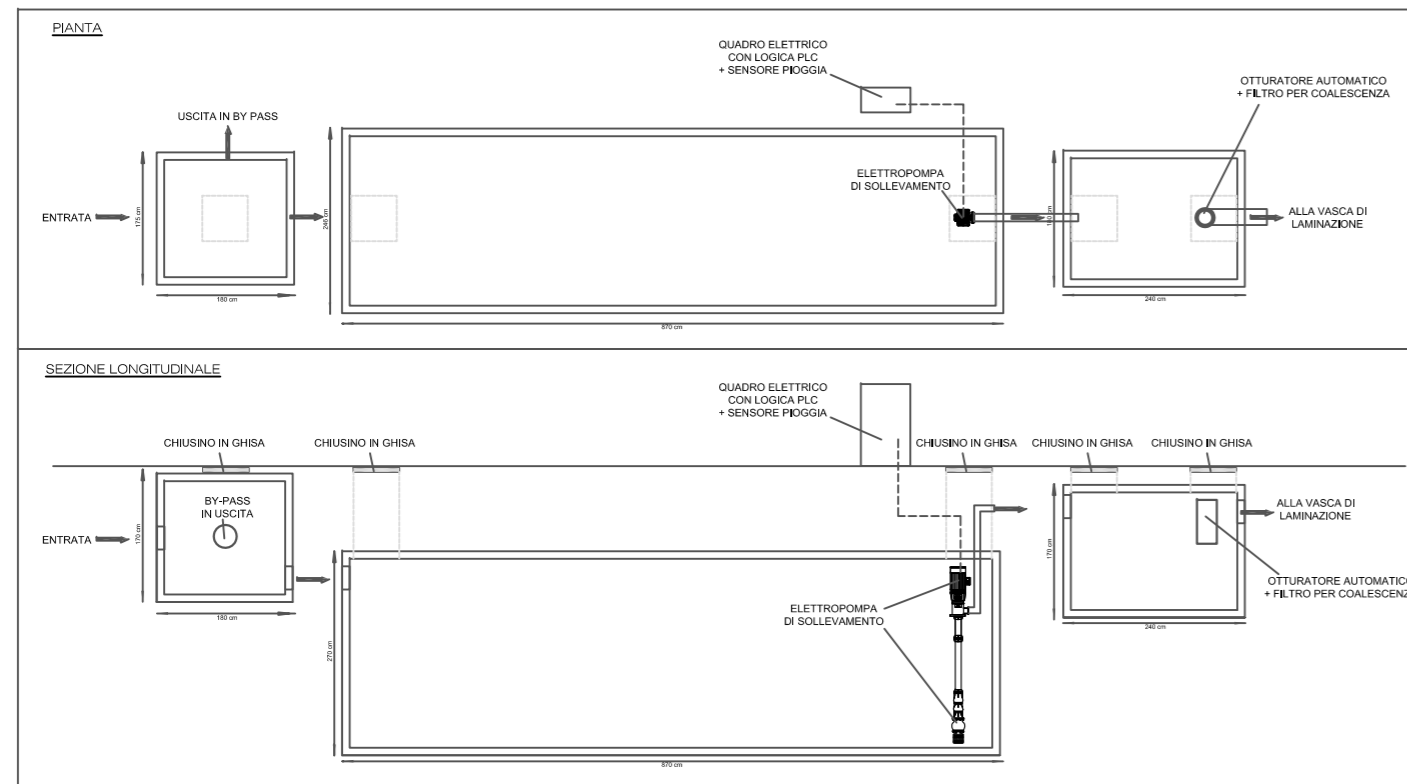 PIANTA
QUADRO ELETTRICO
CON LOGICA PLC
+ SENSORE PIOGGIA
OTTURATORE AUTOMATICO
+ FILTRO PER COALESCENZA
USCITA IN BY PASS
ELETTROPOMPA
DI SOLLEVAMENTO
ENTRATA
175 cm
246 cm
ALLA VASCA DI
LAMINAZIONE
180 cm
870 cm
240 cm
SEZIONE LONGITUDINALE
QUADRO ELETTRICO
CON LOGICA PLC
+ SENSORE PIOGGIA
CHIUSINO IN GHISA
CHIUSINO IN GHISA
CHIUSINO IN GHISA
CHIUSINO IN GHISA
CHIUSINO IN GHISA
BY-PASS
IN USCITA
ENTRATA
170 cm
ALLA VASCA DI
LAMINAZIONE
170 cm
OTTURATORE AUTOMATICO
+ FILTRO PER COALESCENZ
180 cm
ELETTROPOMPA
DI SOLLEVAMENTO
240 cm
270 cm
870 cm